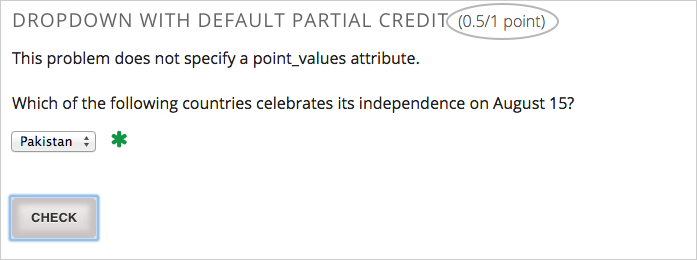 DROPDOWN WITH DEFAULT PARTIAL CREDIT (0.5/1 point)
This problem does not specify a point_values attribute.
Which of the following countries celebrates its independence on August 15?
Pakistan
CHECK